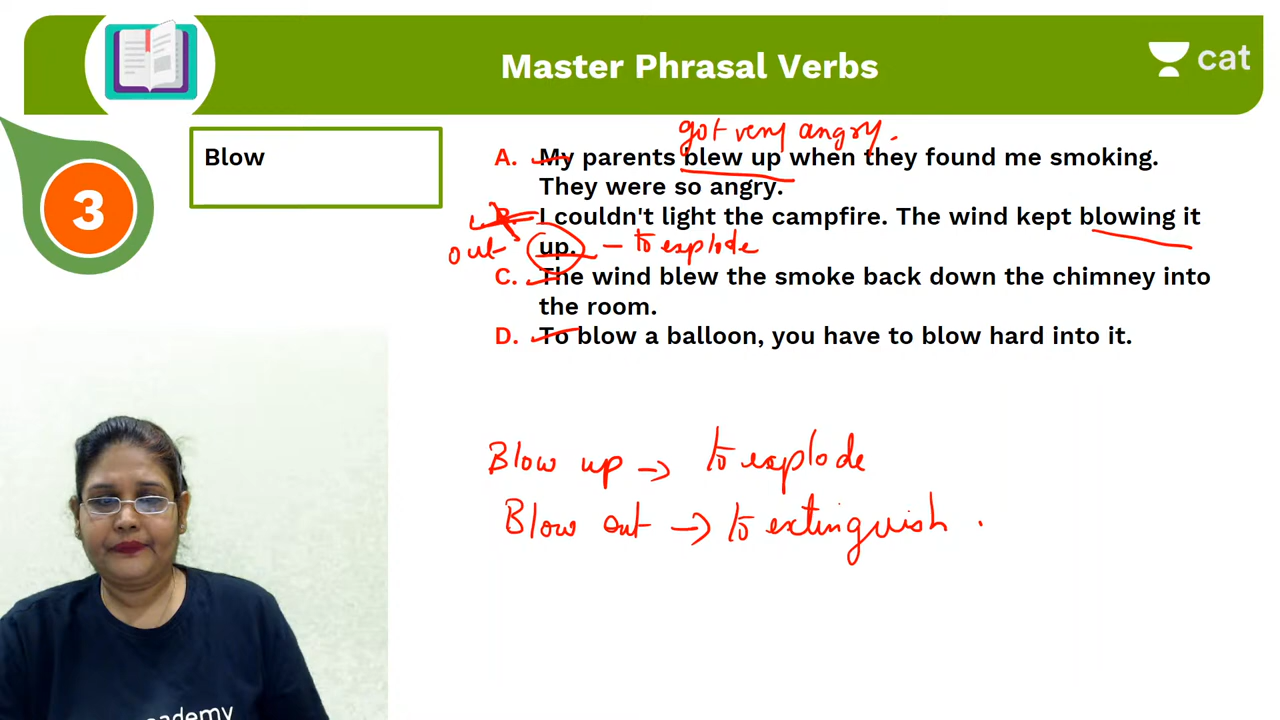 Master Phrasal Verbs
cat
3
Blow
got very angry.
A. My parents blew up when they found me smoking.
They were so angry.
B. I couldn't light the campfire. The wind kept blowing it
out up. – to explode
C. The wind blew the smoke back down the chimney into
the room.
D. To blow a balloon, you have to blow hard into it.
Blow up → to explode
Blow out → to extinguish.